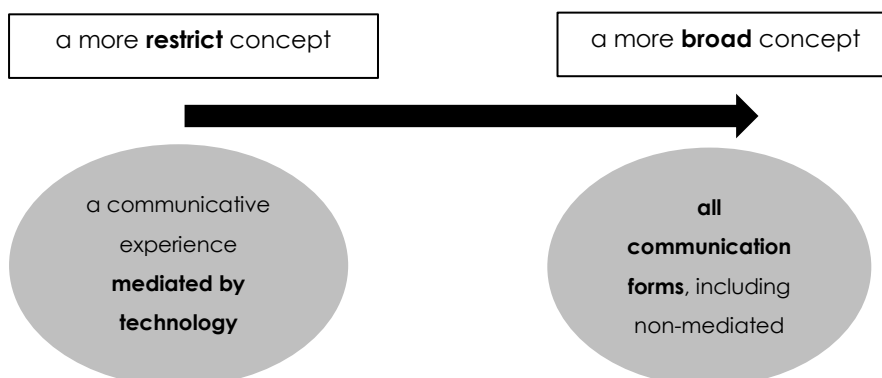 a more restrict concept
a more broad concept
a communicative
experience
mediated by
technology
all
communication
forms, including
non-mediated